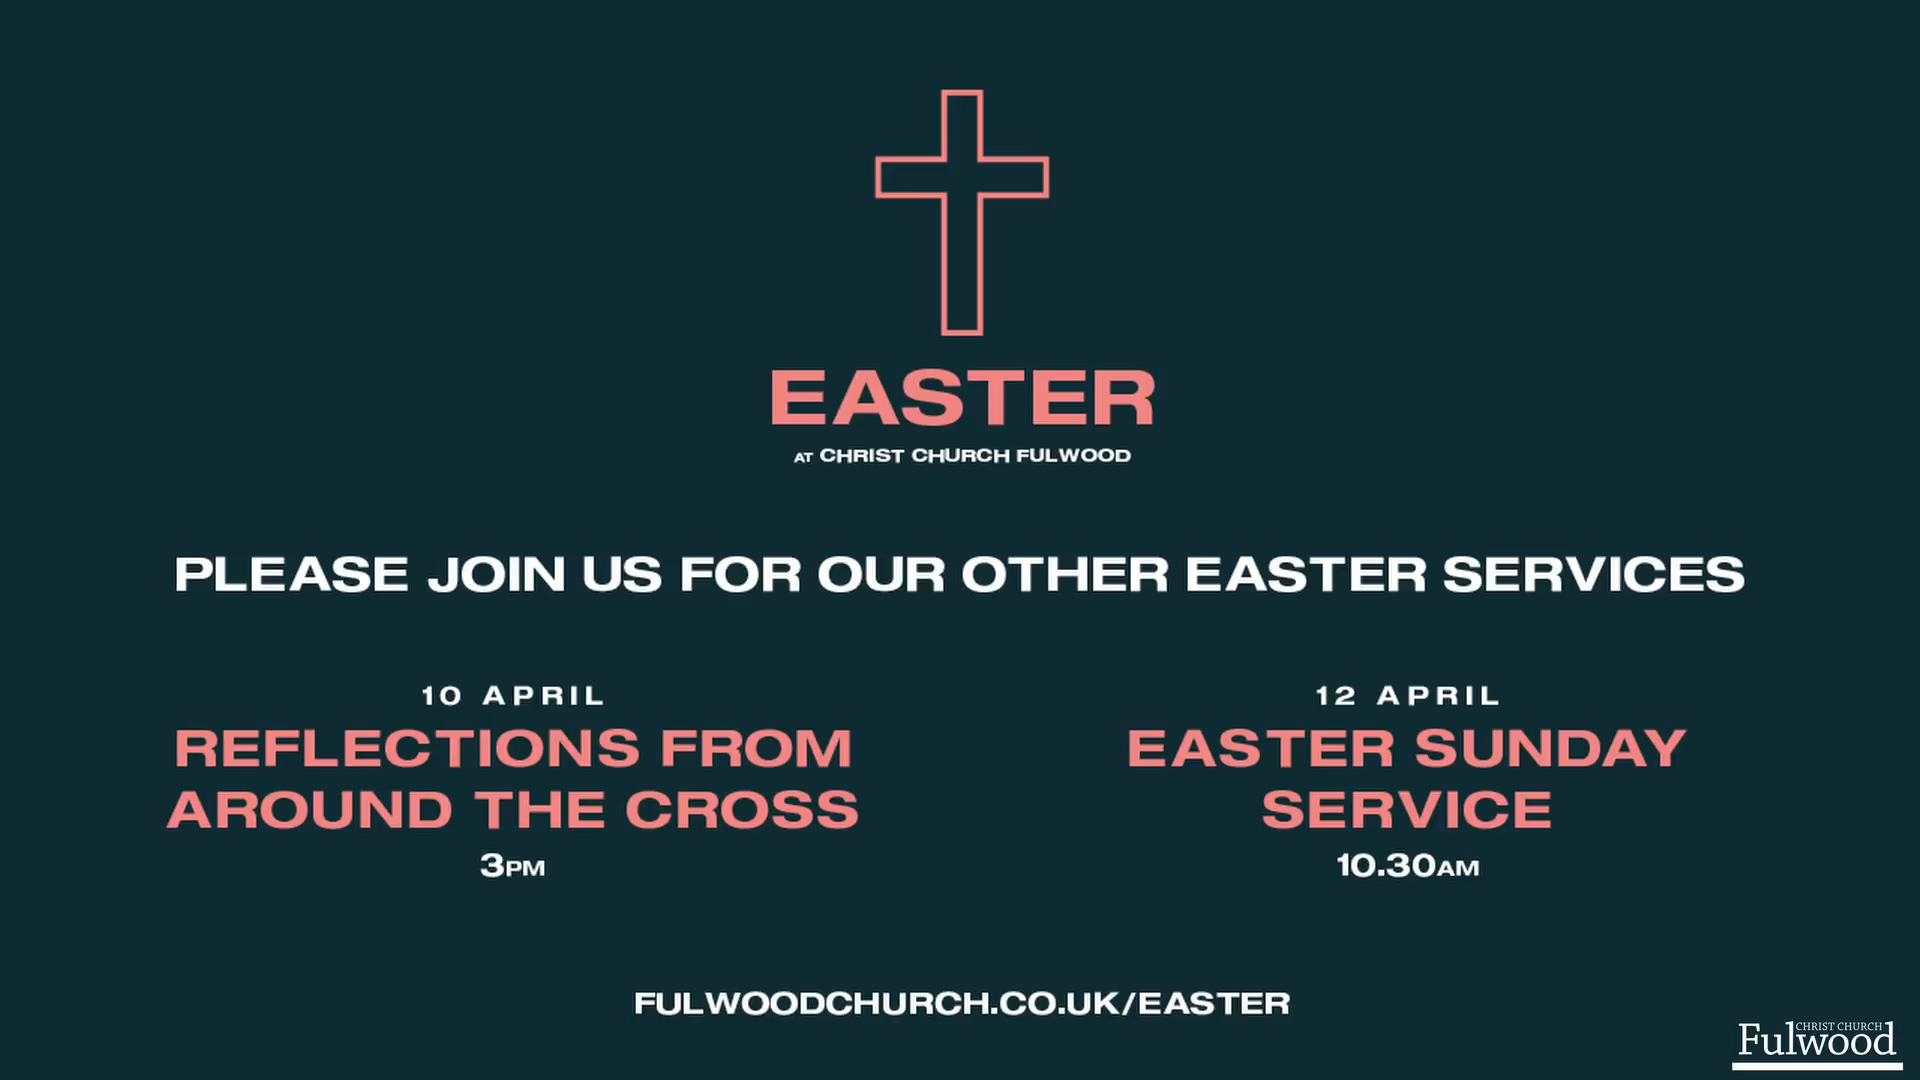 EASTER
AT CHRIST CHURCH FULWOOD
PLEASE JOIN US FOR OUR OTHER EASTER SERVICES
10 APRIL
REFLECTIONS FROM
AROUND THE CROSS
3PM
12 APRIL
EASTER SUNDAY
SERVICE
10.30AM
FULWOODCHURCH.CO.UK/EASTER
CHRIST CHURCH
Fulwood